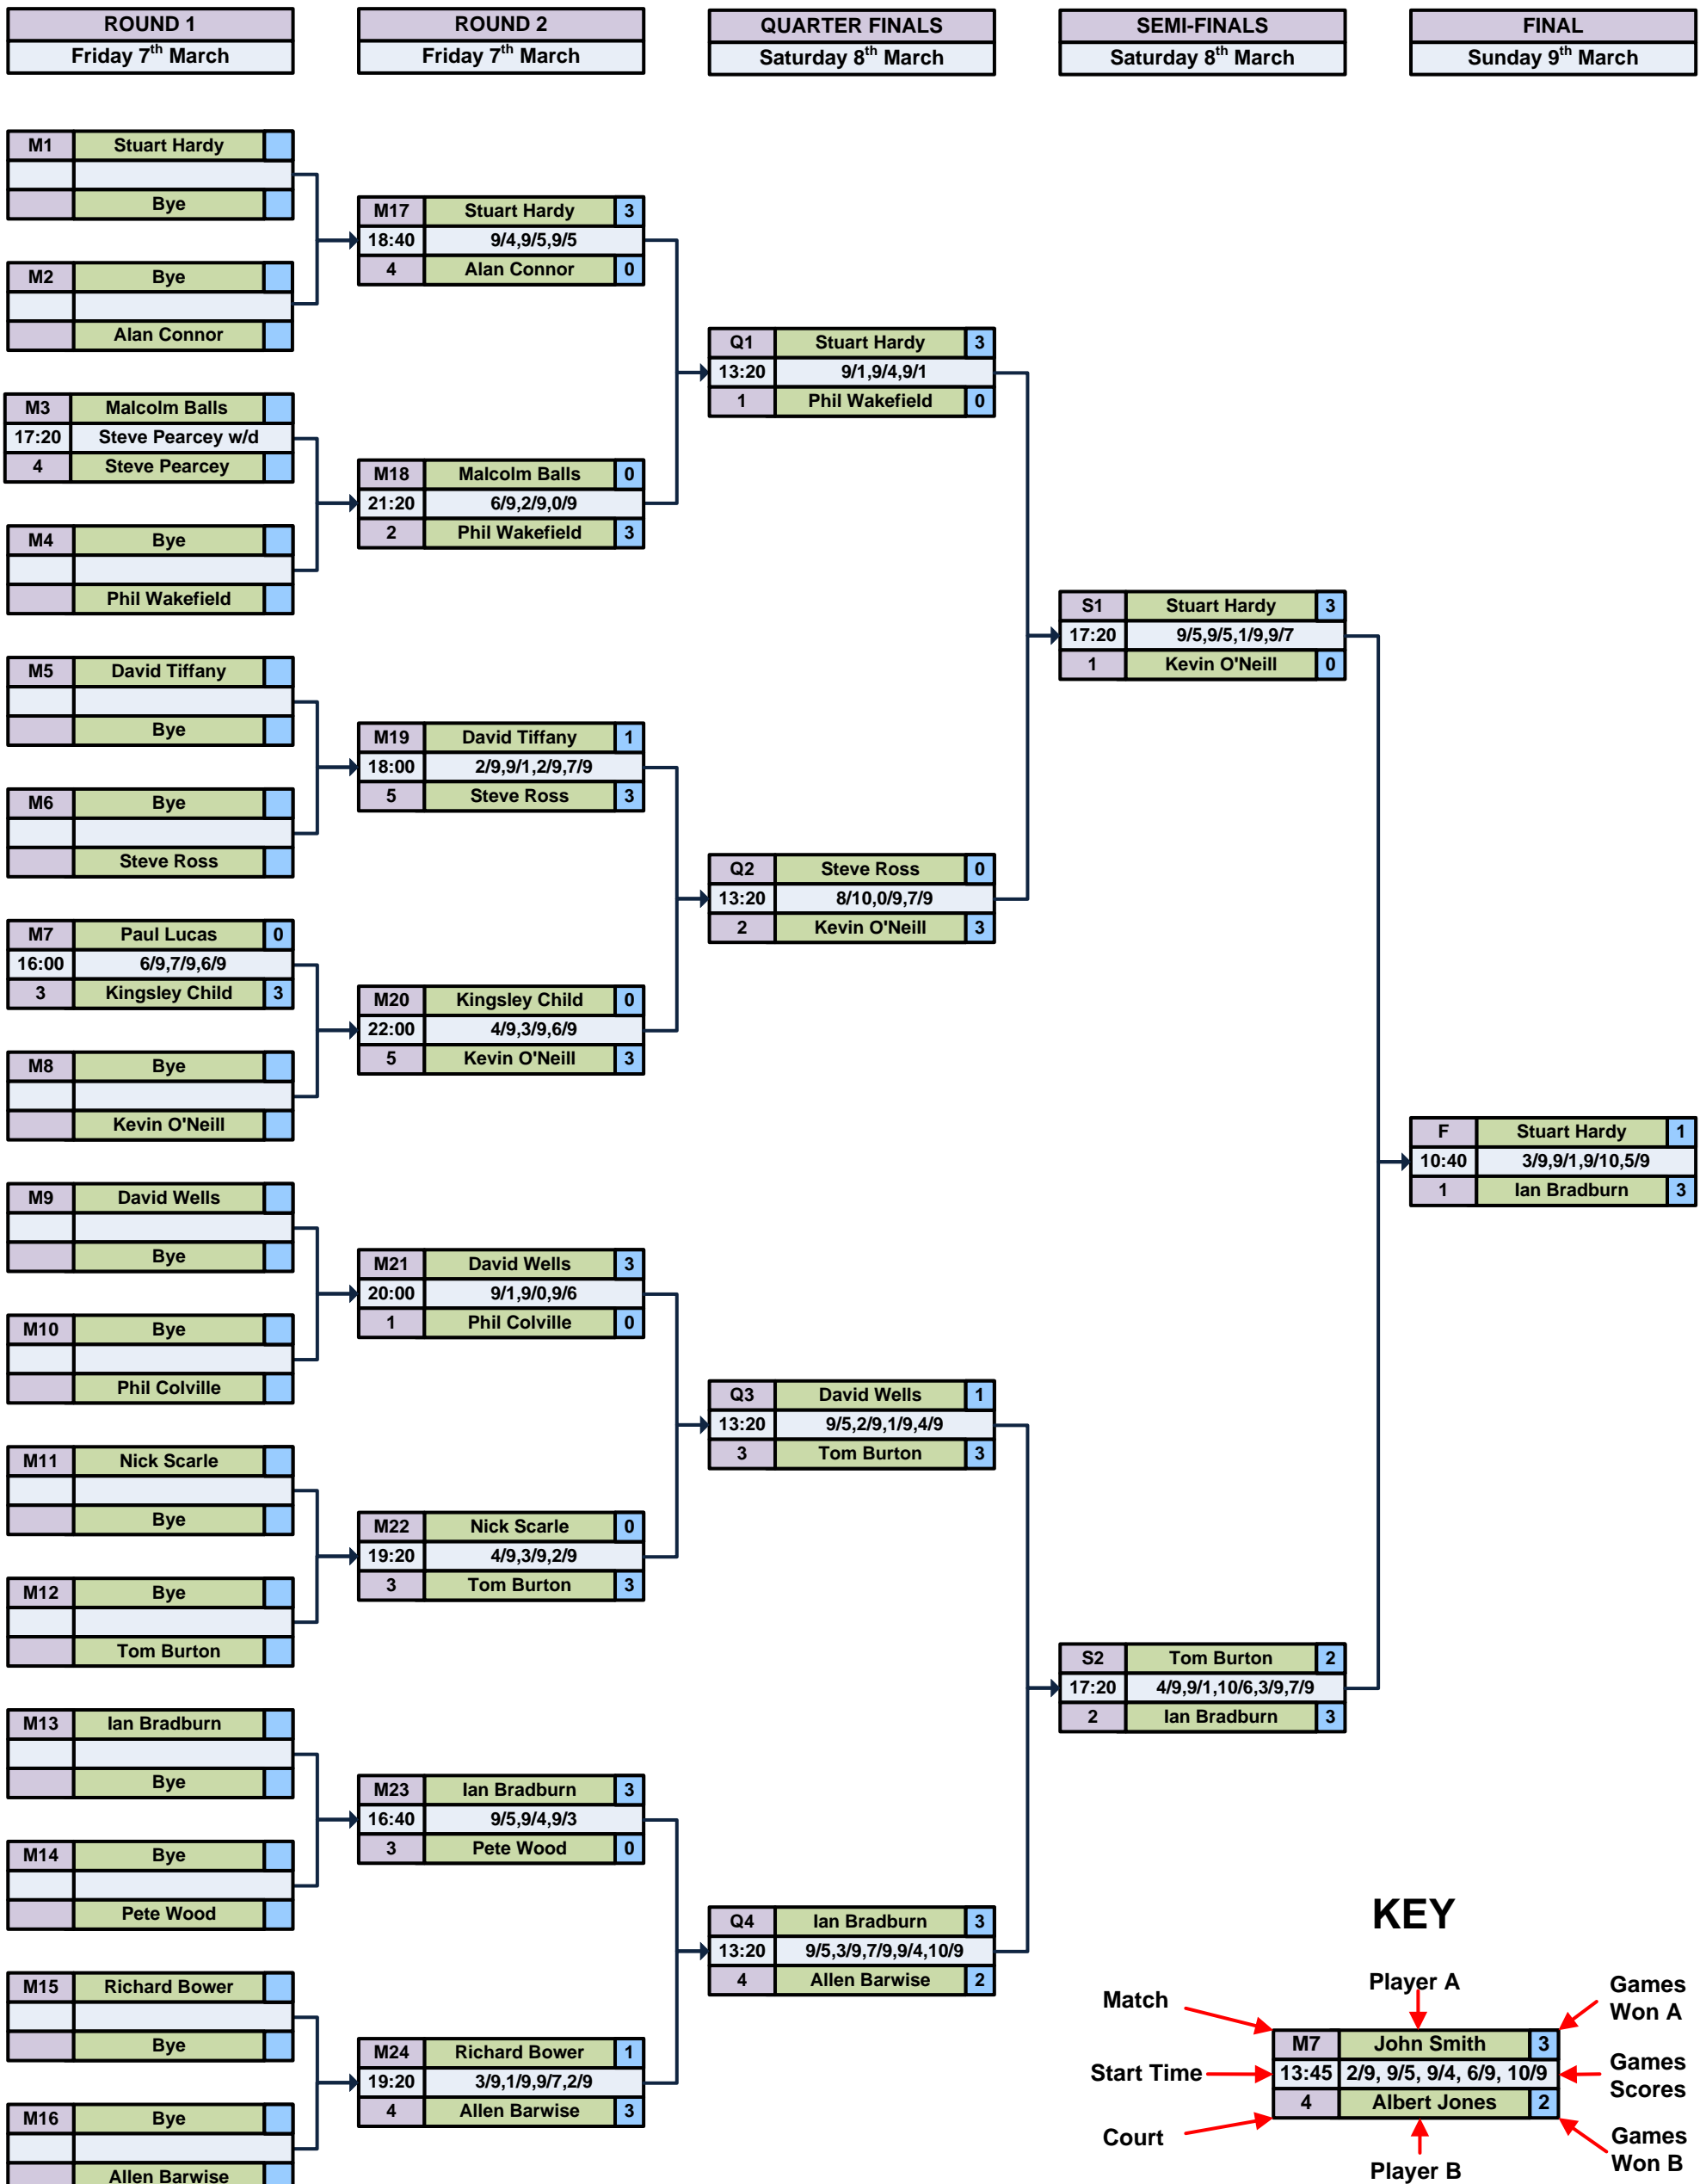 ROUND 1
Friday 7th March
ROUND 2
Friday 7th March
QUARTER FINALS
Saturday 8th March
SEMI-FINALS
Saturday 8th March
FINAL
Sunday 9th March
M1 Stuart Hardy
Bye
M2 Bye
Alan Connor
M3 Malcolm Balls
17:20 Steve Pearcey w/d
4 Steve Pearcey
M4 Bye
Phil Wakefield
M5 David Tiffany
Bye
M6 Bye
Steve Ross
M7 Paul Lucas 0
16:00 6/9,7/9,6/9
3 Kingsley Child 3
M8 Bye
Kevin O'Neill
M9 David Wells
Bye
M10 Bye
Phil Colville
M11 Nick Scarle
Bye
M12 Bye
Tom Burton
M13 Ian Bradburn
Bye
M14 Bye
Pete Wood
M15 Richard Bower
Bye
M16 Bye
Allen Barwise
M17 Stuart Hardy 3
18:40 9/4,9/5,9/5
4 Alan Connor 0
M18 Malcolm Balls 0
21:20 6/9,2/9,0/9
2 Phil Wakefield 3
M19 David Tiffany 1
18:00 2/9,9/1,2/9,7/9
5 Steve Ross 3
M20 Kingsley Child 0
22:00 4/9,3/9,6/9
5 Kevin O'Neill 3
M21 David Wells 3
20:00 9/1,9/0,9/6
1 Phil Colville 0
M22 Nick Scarle 0
19:20 4/9,3/9,2/9
3 Tom Burton 3
M23 Ian Bradburn 3
16:40 9/5,9/4,9/3
3 Pete Wood 0
M24 Richard Bower 1
19:20 3/9,1/9,9/7,2/9
4 Allen Barwise 3
Q1 Stuart Hardy 3
13:20 9/1,9/4,9/1
1 Phil Wakefield 0
Q2 Steve Ross 0
13:20 8/10,0/9,7/9
2 Kevin O'Neill 3
Q3 David Wells 1
13:20 9/5,2/9,1/9,4/9
3 Tom Burton 3
Q4 Ian Bradburn 3
13:20 9/5,3/9,7/9,9/4,10/9
4 Allen Barwise 2
S1 Stuart Hardy 3
17:20 9/5,9/5,1/9,9/7
1 Kevin O'Neill 0
S2 Tom Burton 2
17:20 4/9,9/1,10/6,3/9,7/9
2 Ian Bradburn 3
F Stuart Hardy 1
10:40 3/9,9/1,9/10,5/9
1 Ian Bradburn 3
KEY
Match
Player A
Games
Won A
M7 John Smith 3
Start Time
13:45 2/9, 9/5, 9/4, 6/9, 10/9
Games
Scores
4 Albert Jones 2
Court
Player B
Games
Won B